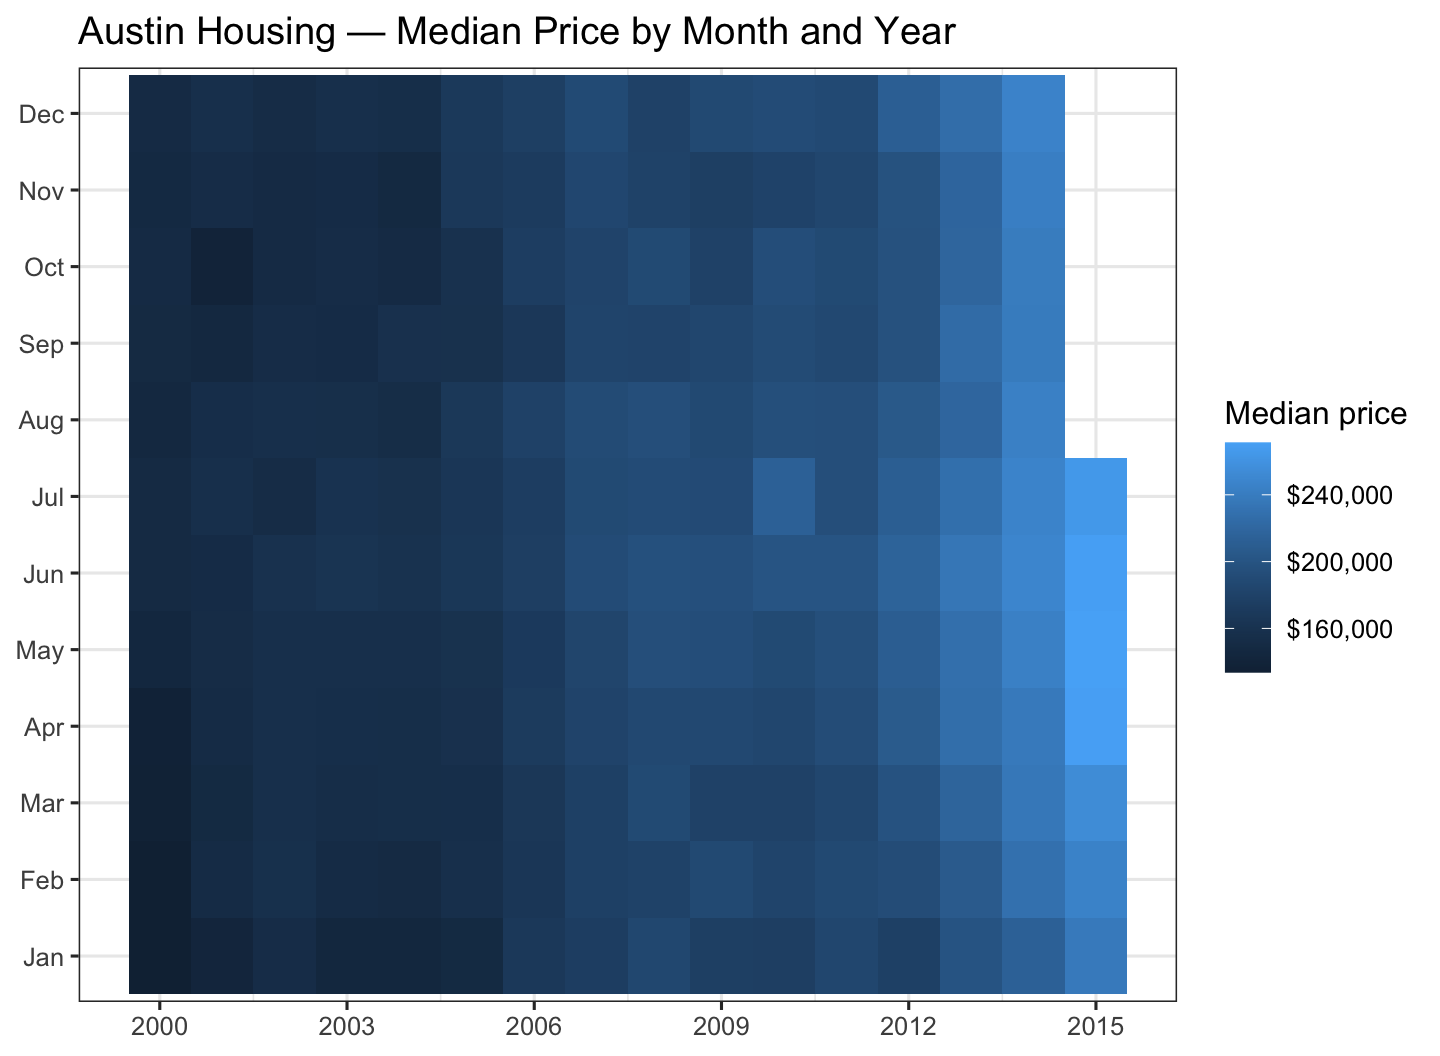 Austin Housing — Median Price by Month and Year
Dec
Nov
Oct
Sep
Aug
Jul
Jun
May
Apr
Mar
Feb
Jan
2000 2003 2006 2009 2012 2015
Median price
$240,000
$200,000
$160,000